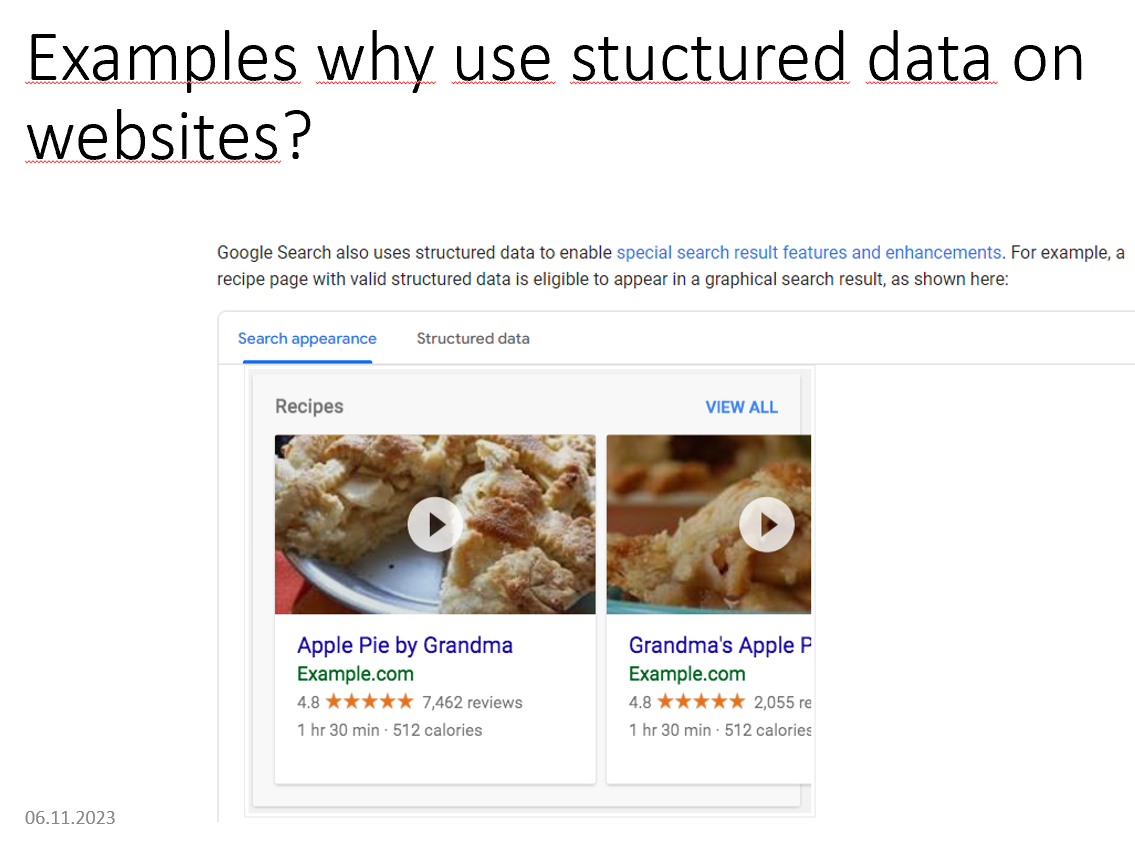 Examples why use stuctured data on
websites?
Google Search also uses structured data to enable special search result features and enhancements. For example, a
recipe page with valid structured data is eligible to appear in a graphical search result, as shown here:
Search appearance Structured data
Recipes VIEW ALL
Apple Pie by Grandma
Example.com
4.8 ★★★★★ 7,462 reviews
1 hr 30 min · 512 calories
Grandma's Apple P
Example.com
4.8 ★★★★★ 2,055 re
1 hr 30 min · 512 calories
06.11.2023